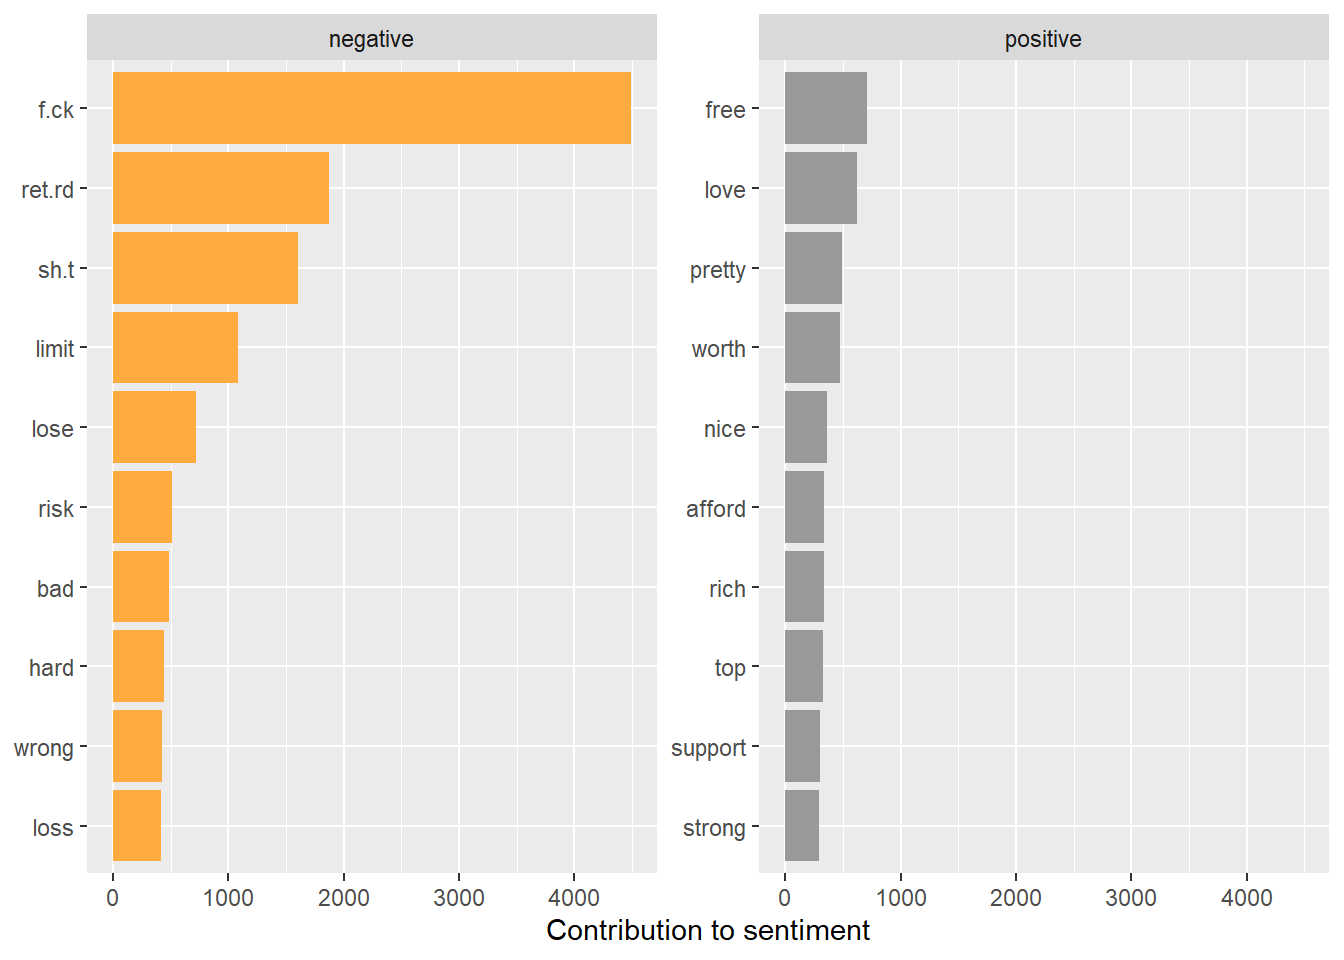 negative
f.ck
ret.rd
sh.t
limit
lose
risk
bad
hard
wrong
loss
0 1000 2000 3000 4000
positive
free
love
pretty
worth
nice
afford
rich
top
support
strong
0 1000 2000 3000 4000
Contribution to sentiment